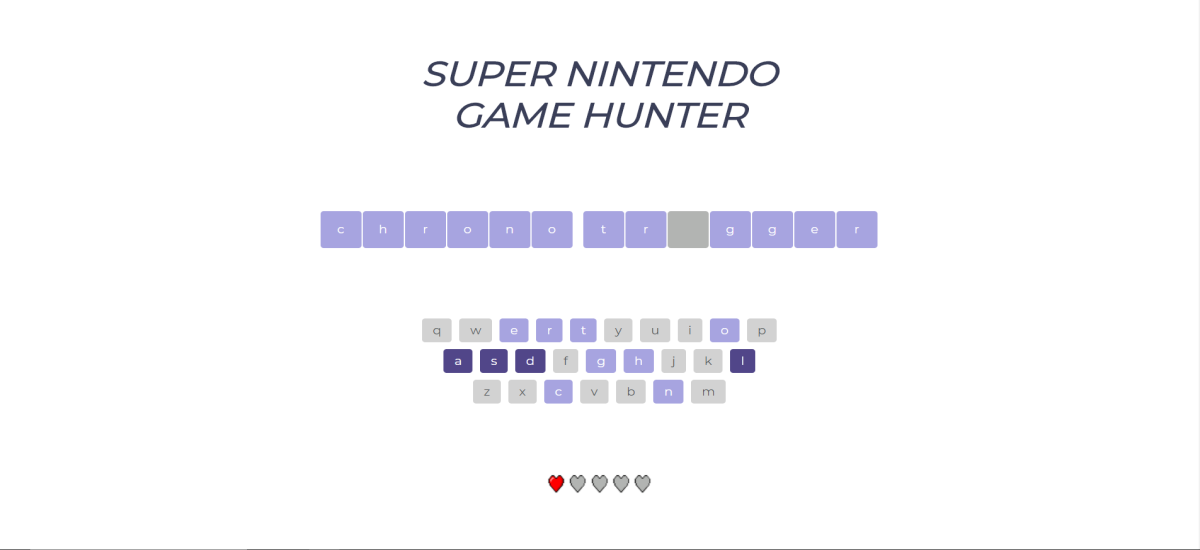 SUPER NINTENDO
GAME HUNTER
c h r o n o t r g g e r
q w e r t y u i o p
a s d f g h j k l
z x c v b n m